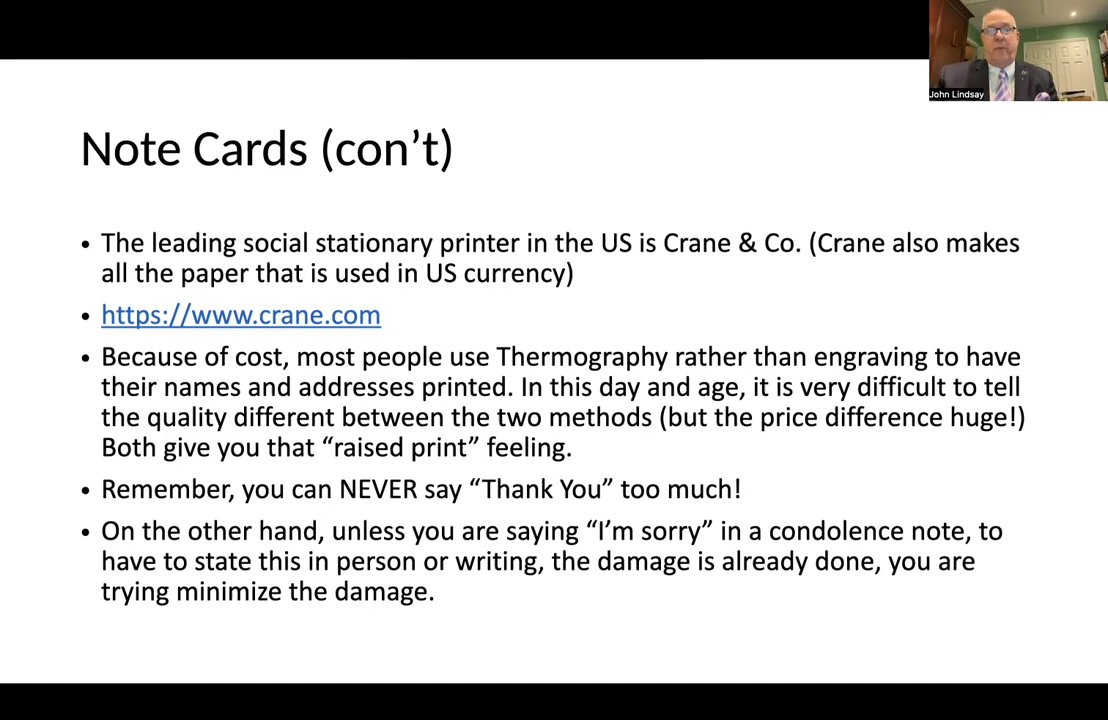 John Lindsay
Note Cards (con’t)
• The leading social stationary printer in the US is Crane & Co. (Crane also makes
all the paper that is used in US currency)
• https://www.crane.com
• Because of cost, most people use Thermography rather than engraving to have
their names and addresses printed. In this day and age, it is very difficult to tell
the quality different between the two methods (but the price difference huge!)
Both give you that “raised print” feeling.
• Remember, you can NEVER say “Thank You” too much!
• On the other hand, unless you are saying “I’m sorry” in a condolence note, to
have to state this in person or writing, the damage is already done, you are
trying minimize the damage.